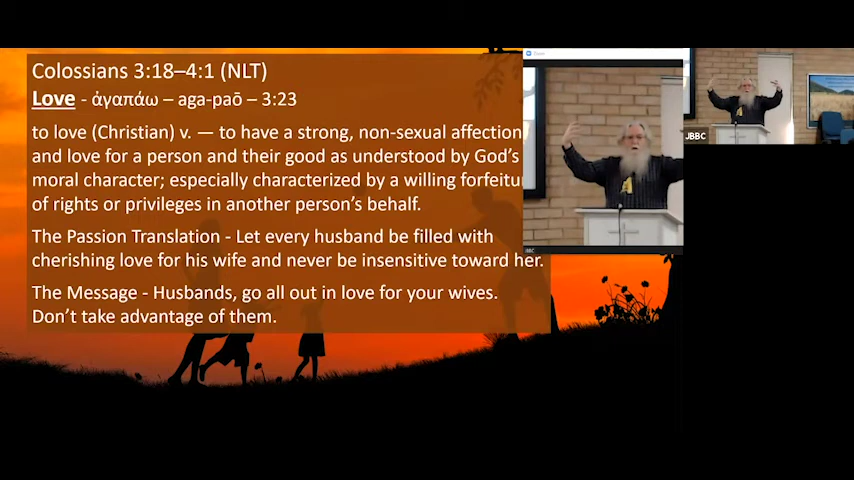 Colossians 3:18–4:1 (NLT)
Love - ἀγαπάω – aga-paō – 3:23
to love (Christian) v. — to have a strong, non-sexual affection
and love for a person and their good as understood by God's
moral character; especially characterized by a willing forfeitu
of rights or privileges in another person's behalf.
The Passion Translation - Let every husband be filled with
cherishing love for his wife and never be insensitive toward her.
The Message - Husbands, go all out in love for your wives.
Don't take advantage of them.
JBBC